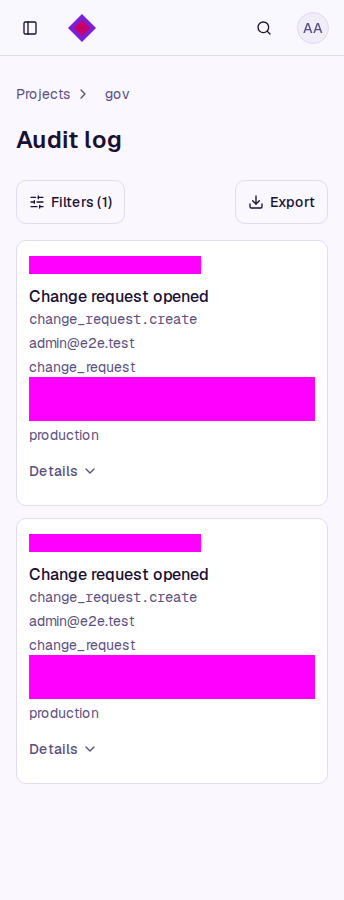 AA
Projects > gov
Audit log
Filters (1)
Export
Change request opened
change_request.create
admin@e2e.test
change_request
production
Details
Change request opened
change_request.create
admin@e2e.test
change_request
production
Details